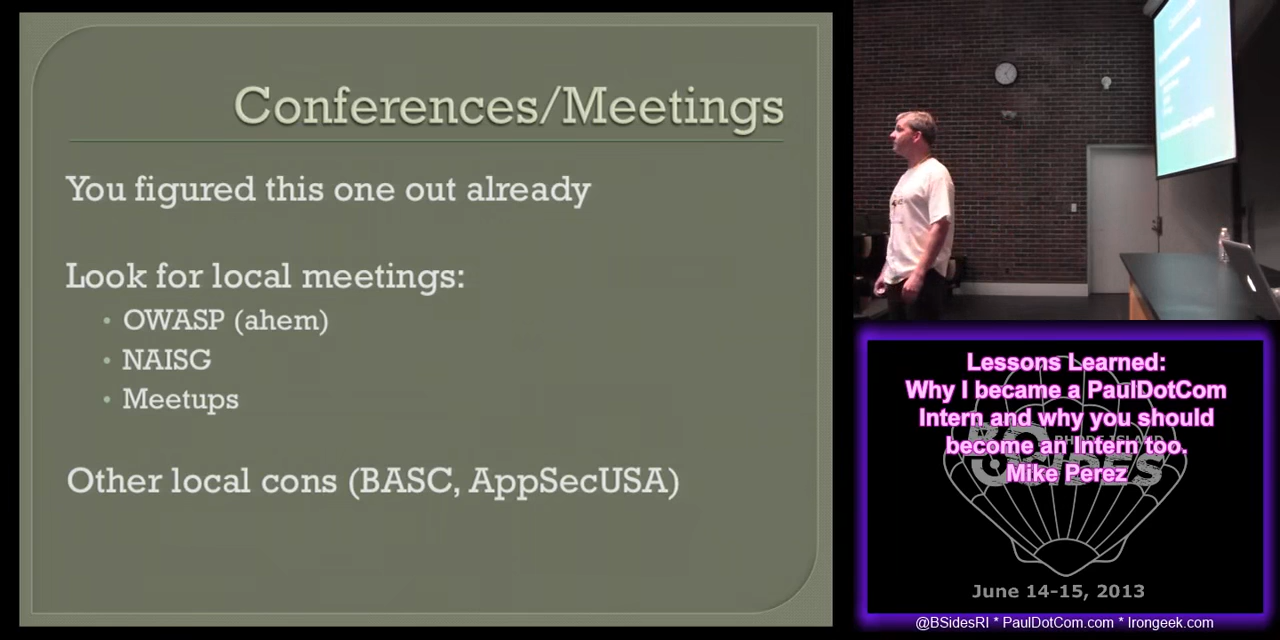 Conferences/Meetings
You figured this one out already
Look for local meetings:
• OWASP (ahem)
• NAISG
• Meetups
Other local cons (BASC, AppSecUSA)
Lessons Learned:
Why I became a PaulDotCom
Intern and why you should
become an Intern too.
Mike Perez
June 14-15, 2013
@BSidesRI * PaulDotCom.com * Irongeek.com